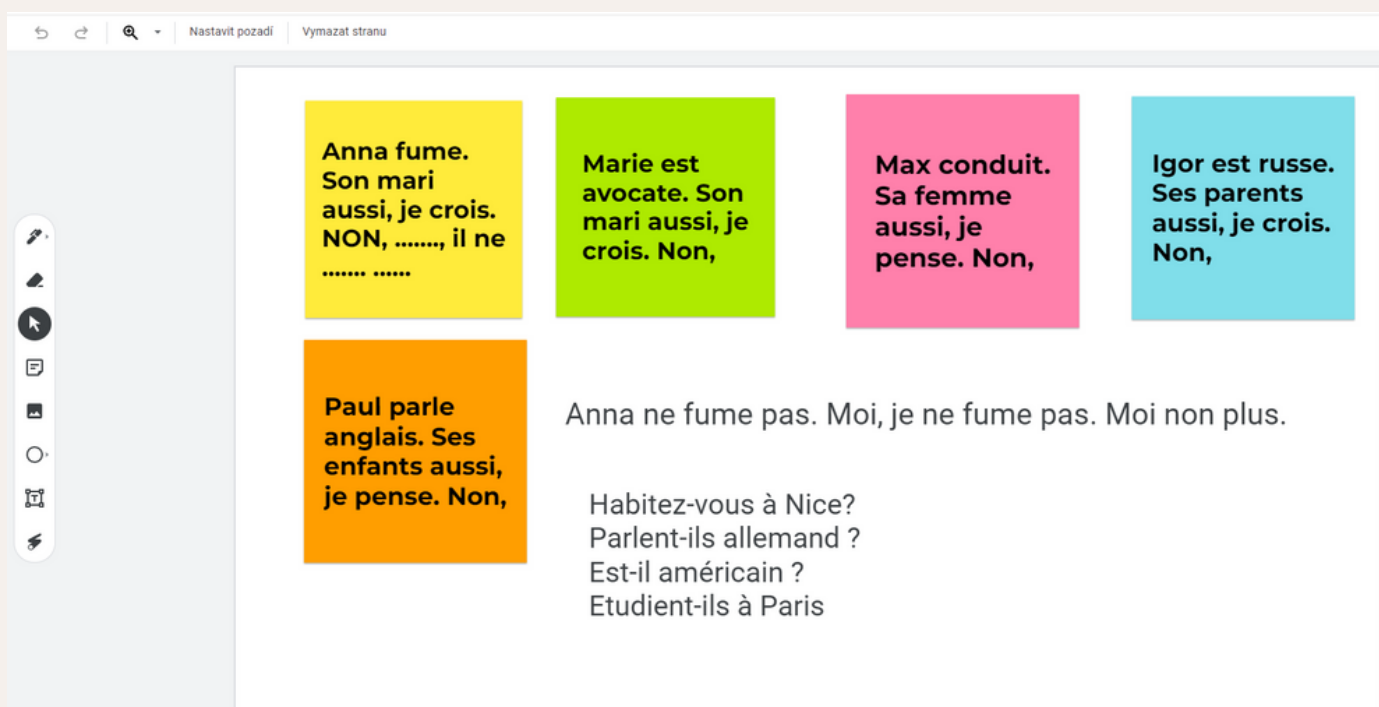 Nastavit pozadí
Vymazat stranu
Anna fume.
Son mari
aussi, je crois.
NON, ......., il ne
....... ......
Marie est
avocate. Son
mari aussi, je
crois. Non,
Max conduit.
Sa femme
aussi, je
pense. Non,
Igor est russe.
Ses parents
aussi, je crois.
Non,
Paul parle
anglais. Ses
enfants aussi,
je pense. Non,
Anna ne fume pas. Moi, je ne fume pas. Moi non plus.
Habitez-vous à Nice?
Parlent-ils allemand ?
Est-il américain ?
Etudient-ils à Paris